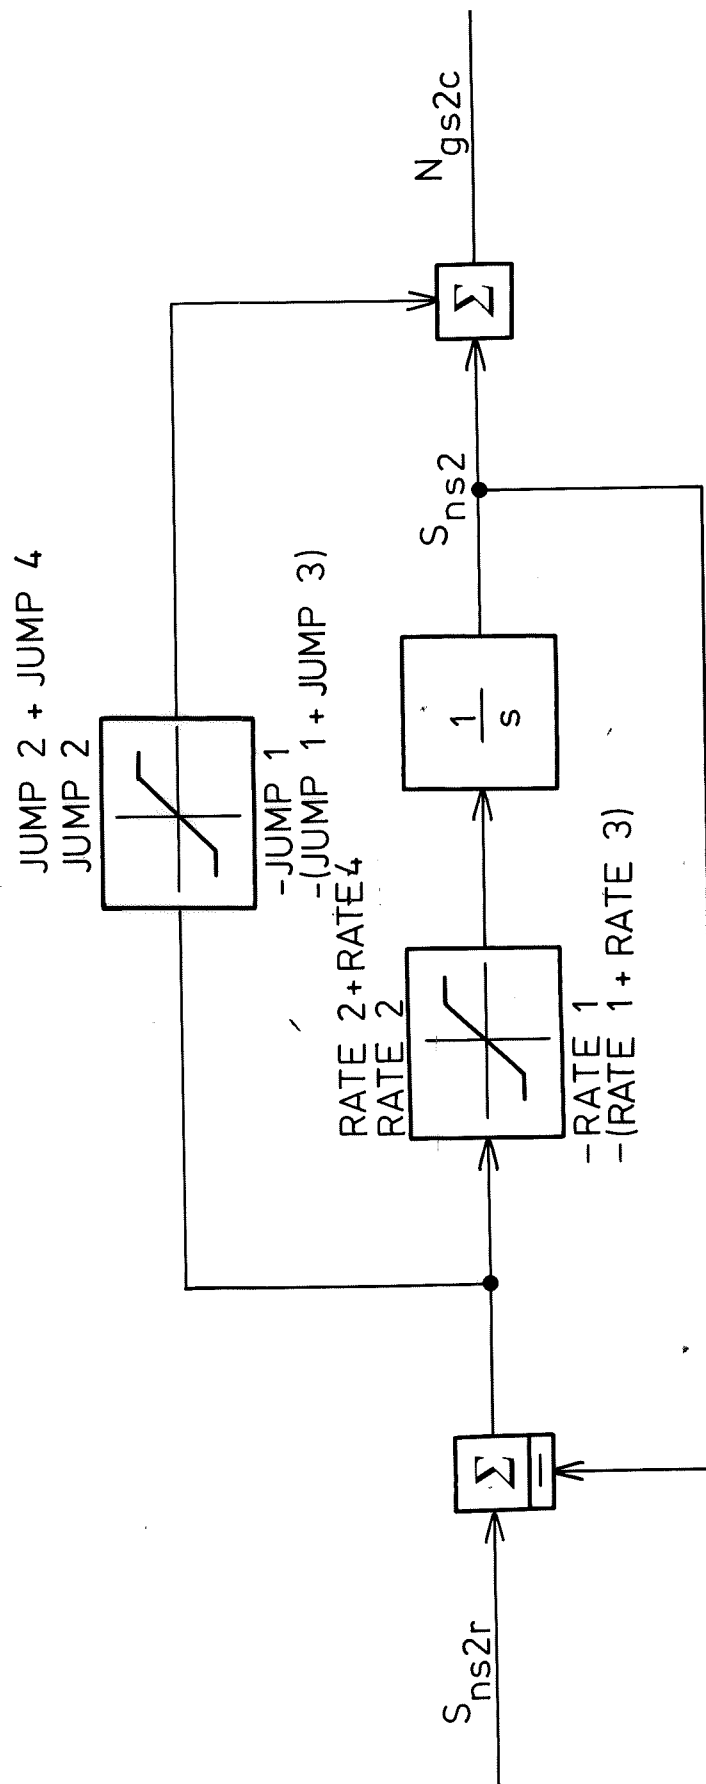 JUMP 2 + JUMP 4
JUMP 2
-JUMP 1
-(JUMP 1 + JUMP 3)
RATE 2 + RATE 4
RATE 2
-RATE 1
-(RATE 1 + RATE 3)
S_ns2r
Σ
−
1
s
S_ns2
Σ
N_gs2c